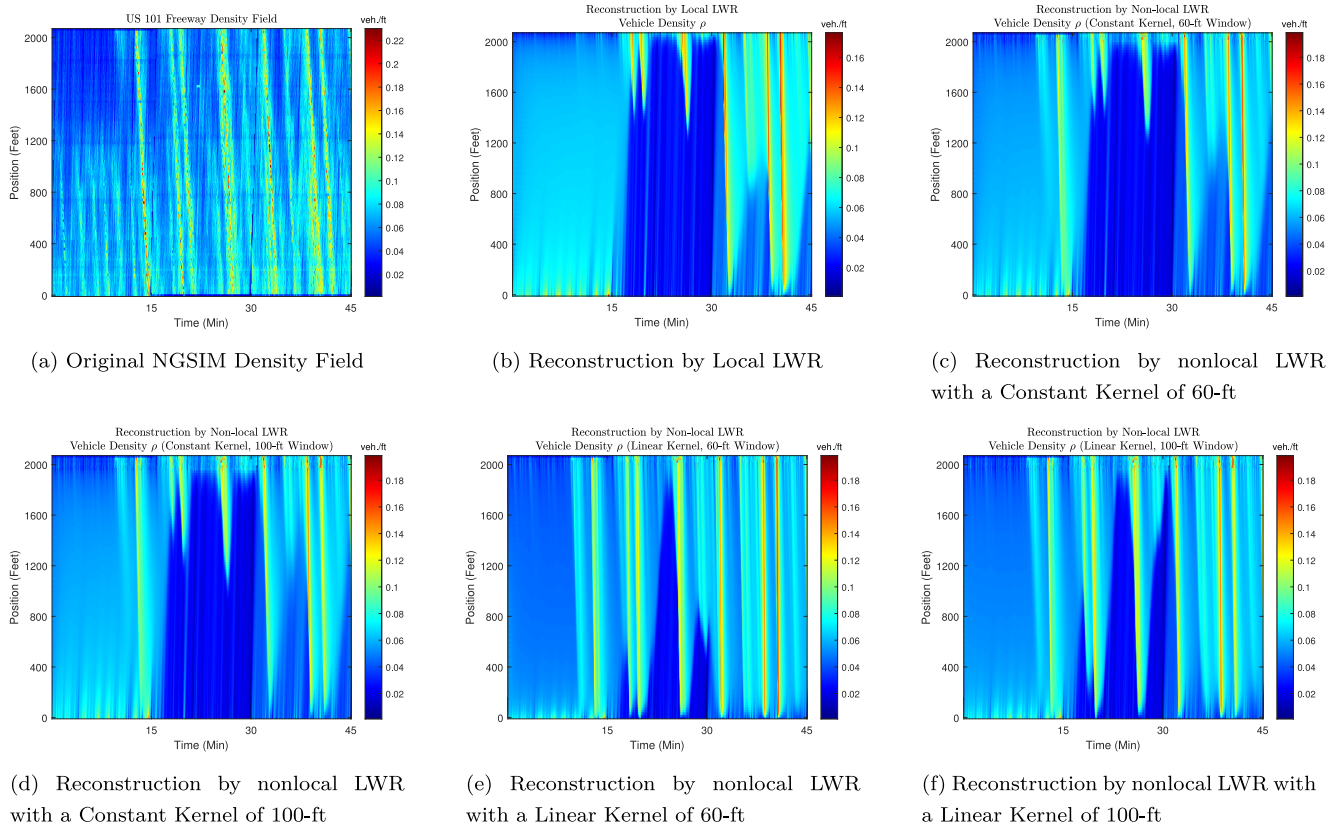 US 101 Freeway Density Field
veh./ft
Position (Feet)
2000
1600
1200
800
400
0
15
30
45
Time (Min)
0.22
0.2
0.18
0.16
0.14
0.12
0.1
0.08
0.06
0.04
0.02
(a) Original NGSIM Density Field
Reconstruction by Local LWR
Vehicle Density ρ
veh./ft
Position (Feet)
2000
1600
1200
800
400
0
15
30
45
Time (Min)
0.16
0.14
0.12
0.1
0.08
0.06
0.04
0.02
(b) Reconstruction by Local LWR
Reconstruction by Non-local LWR
Vehicle Density ρ (Constant Kernel, 60-ft Window)
veh./ft
Position (Feet)
2000
1600
1200
800
400
0
15
30
45
Time (Min)
0.18
0.16
0.14
0.12
0.1
0.08
0.06
0.04
0.02
(c) Reconstruction by nonlocal LWR
with a Constant Kernel of 60-ft
Reconstruction by Non-local LWR
Vehicle Density ρ (Constant Kernel, 100-ft Window)
veh./ft
Position (Feet)
2000
1600
1200
800
400
0
15
30
45
Time (Min)
0.18
0.16
0.14
0.12
0.1
0.08
0.06
0.04
0.02
(d) Reconstruction by nonlocal LWR
with a Constant Kernel of 100-ft
Reconstruction by Non-local LWR
Vehicle Density ρ (Linear Kernel, 60-ft Window)
veh./ft
Position (Feet)
2000
1600
1200
800
400
0
15
30
45
Time (Min)
0.18
0.16
0.14
0.12
0.1
0.08
0.06
0.04
0.02
(e) Reconstruction by nonlocal LWR
with a Linear Kernel of 60-ft
Reconstruction by Non-local LWR
Vehicle Density ρ (Linear Kernel, 100-ft Window)
veh./ft
Position (Feet)
2000
1600
1200
800
400
0
15
30
45
Time (Min)
0.18
0.16
0.14
0.12
0.1
0.08
0.06
0.04
0.02
(f) Reconstruction by nonlocal LWR with
a Linear Kernel of 100-ft